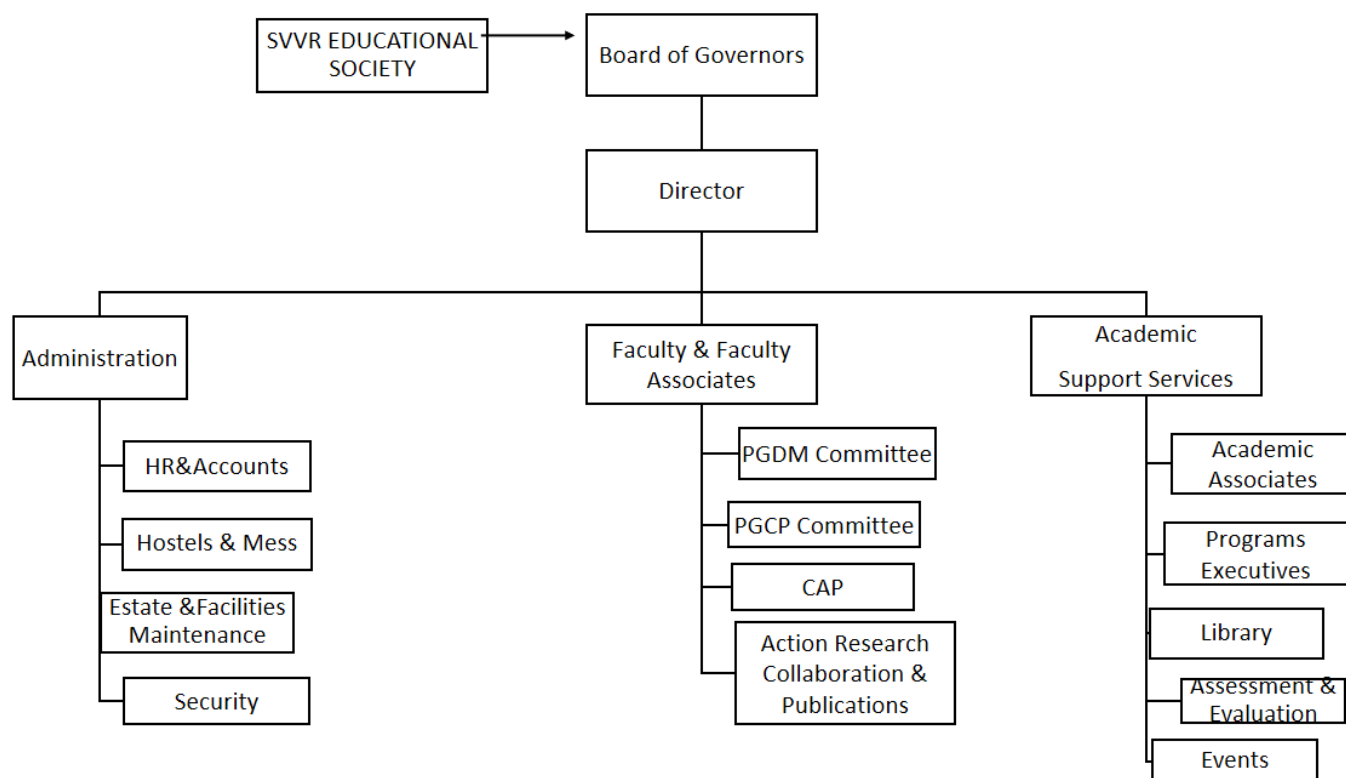 SVVR EDUCATIONAL
SOCIETY
Board of Governors
Director
Administration
Faculty & Faculty
Associates
Academic
Support Services
HR&Accounts
Hostels & Mess
Estate &Facilities
Maintenance
Security
PGDM Committee
PGCP Committee
CAP
Action Research
Collaboration &
Publications
Academic
Associates
Programs
Executives
Library
Assessment &
Evaluation
Events